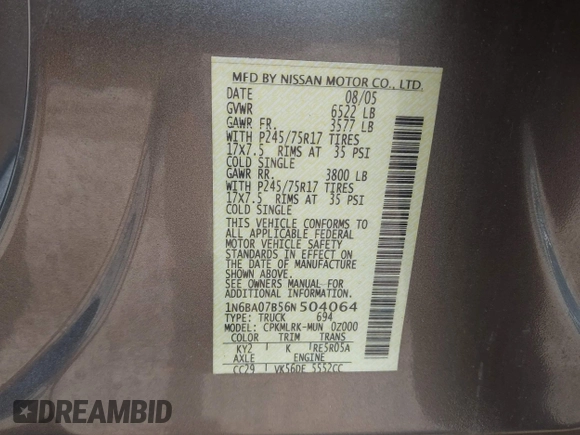 MFD BY NISSAN MOTOR CO., LTD.
DATE 08/05
GVWR 6522 LB
GAWR FR. 3577 LB
WITH P245/75R17 TIRES
17X7.5 RIMS AT 35 PSI
COLD SINGLE
GAWR RR. 3800 LB
WITH P245/75R17 TIRES
17X7.5 RIMS AT 35 PSI
COLD SINGLE
THIS VEHICLE CONFORMS TO
ALL APPLICABLE FEDERAL
MOTOR VEHICLE SAFETY
STANDARDS IN EFFECT ON
THE DATE OF MANUFACTURE
SHOWN ABOVE.
SEE OWNERS MANUAL FOR
ADDITIONAL INFORMATION
1N6BA07B56N504064
TYPE: TRUCK 694
MODEL: CPKMLRK-MUN 0Z000
COLOR TRIM TRANS
KY2 K RE5R05A
AXLE ENGINE
CC29 VK56DE 5552CC
DREAMBID